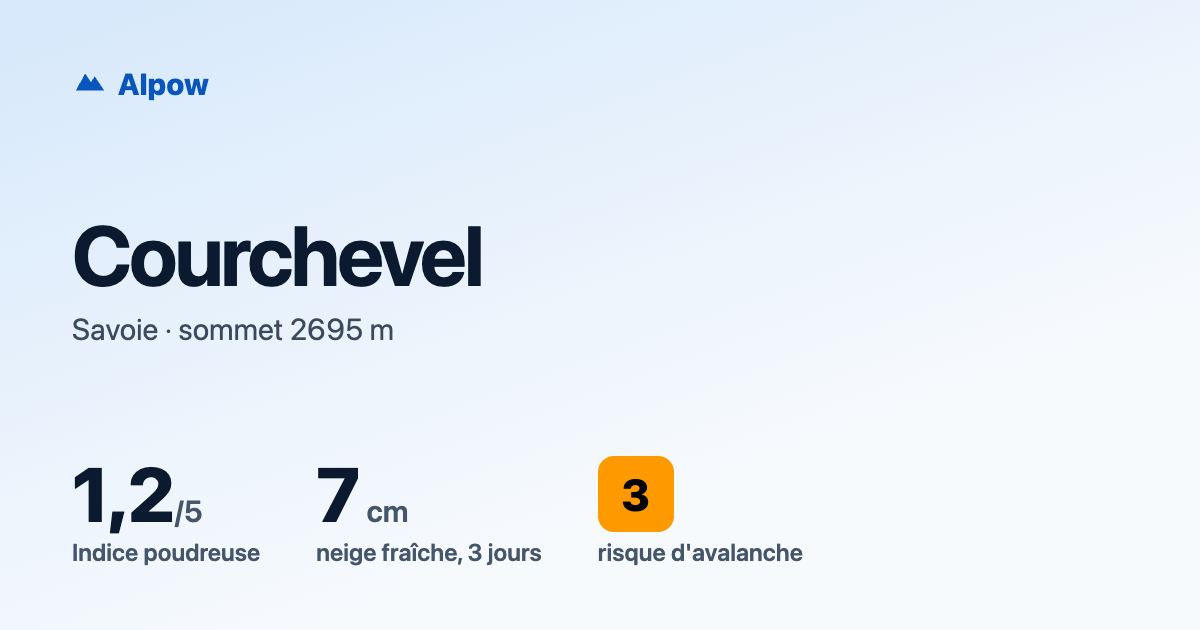 Alpow
Courchevel
Savoie · sommet 2695 m
1,2/5
Indice poudreuse
7 cm
neige fraîche, 3 jours
3
risque d'avalanche